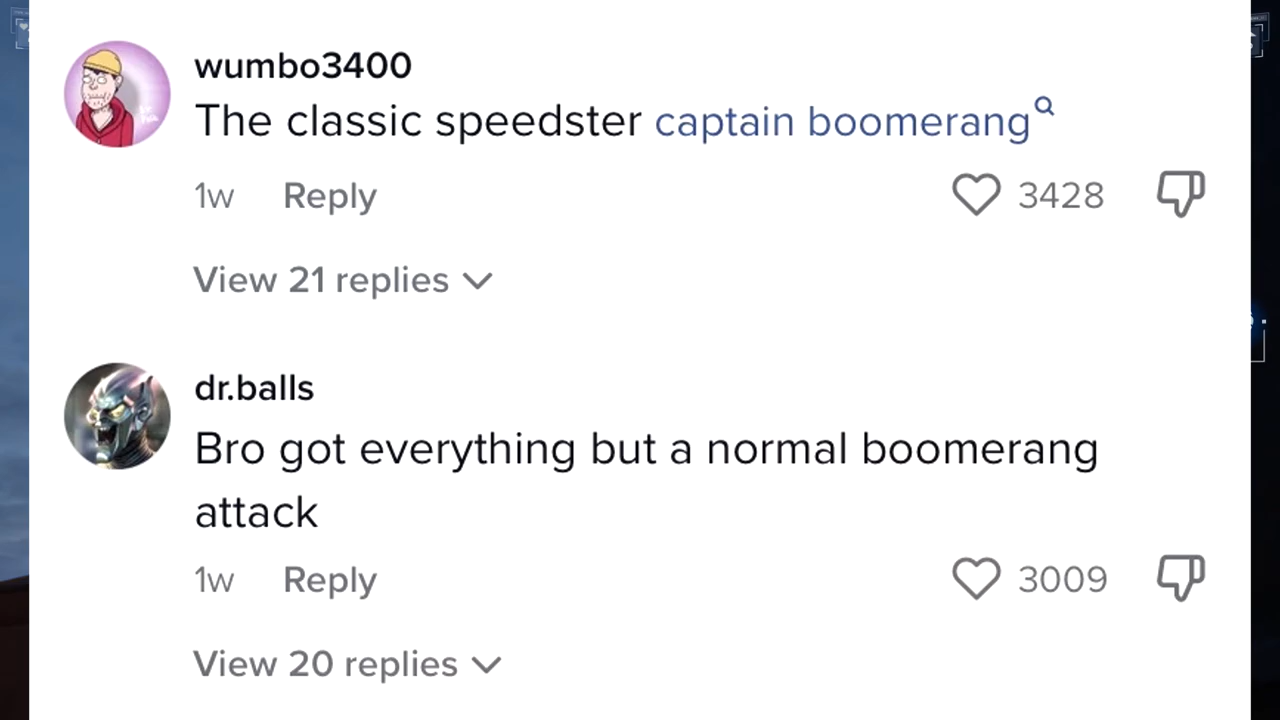 wumbo3400
The classic speedster captain boomerang
1w Reply 3428
View 21 replies
dr.balls
Bro got everything but a normal boomerang
attack
1w Reply 3009
View 20 replies